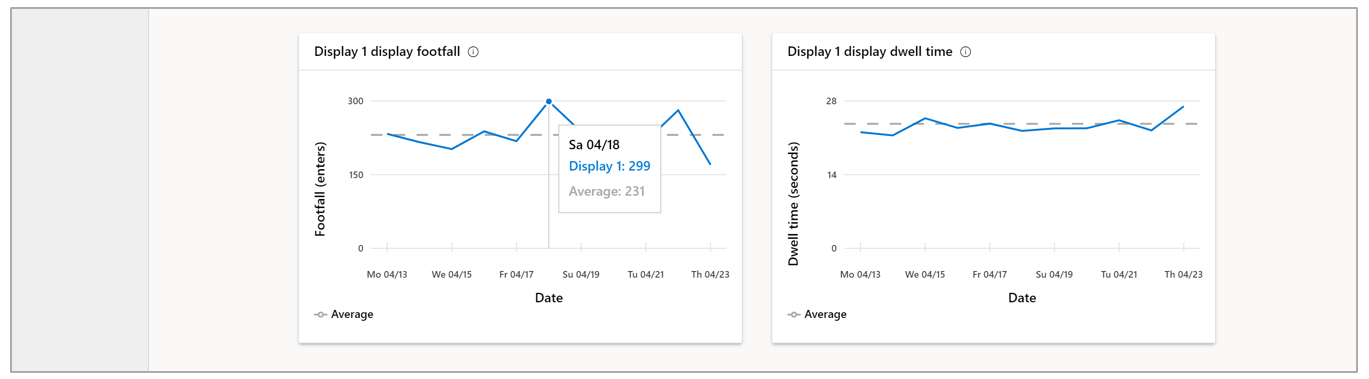 Display 1 display footfall
300
150
0
Footfall (enters)
Sa 04/18
Display 1: 299
Average: 231
Mo 04/13 We 04/15 Fr 04/17 Su 04/19 Tu 04/21 Th 04/23
Date
Average
Display 1 display dwell time
28
14
0
Dwell time (seconds)
Mo 04/13 We 04/15 Fr 04/17 Su 04/19 Tu 04/21 Th 04/23
Date
Average